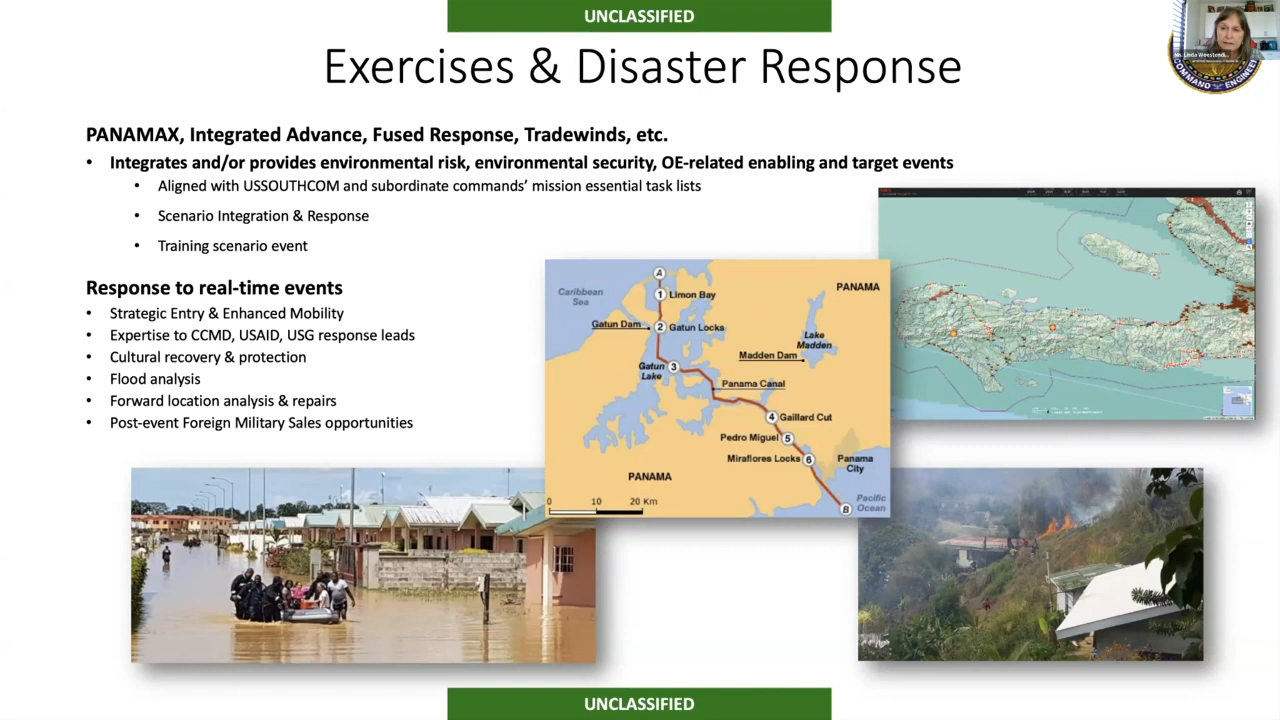 UNCLASSIFIED
Exercises & Disaster Response
PANAMAX, Integrated Advance, Fused Response, Tradewinds, etc.
• Integrates and/or provides environmental risk, environmental security, OE-related enabling and target events
• Aligned with USSOUTHCOM and subordinate commands’ mission essential task lists
• Scenario Integration & Response
• Training scenario event
Response to real-time events
• Strategic Entry & Enhanced Mobility
• Expertise to CCMD, USAID, USG response leads
• Cultural recovery & protection
• Flood analysis
• Forward location analysis & repairs
• Post-event Foreign Military Sales opportunities
Caribbean
Sea
A
1 Limon Bay
PANAMA
Gatun Dam
2 Gatun Locks
Lake
Madden
Madden Dam
Gatun
Lake
3
Panama Canal
4 Gaillard Cut
Pedro Miguel 5
Miraflores Locks 6
Panama
City
PANAMA
0 10 20 Km
Pacific
Ocean
B
COMMAND ENGINEER
UNCLASSIFIED